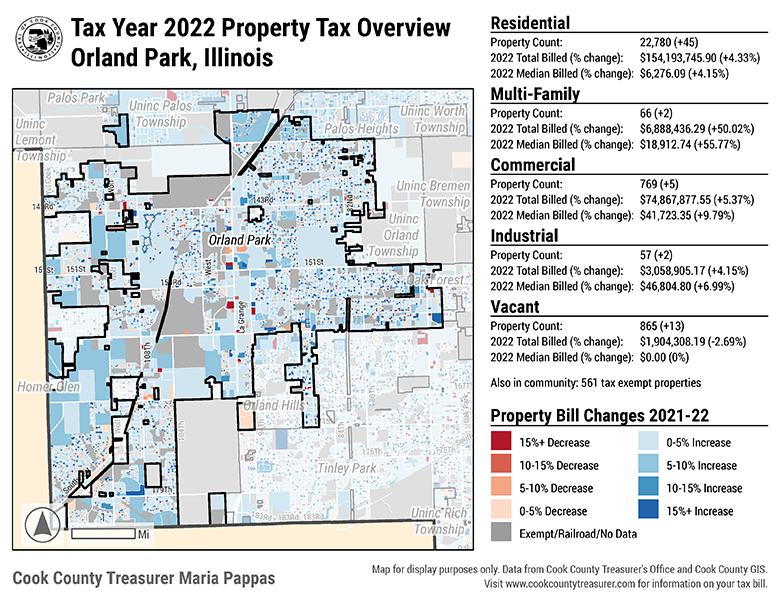 Tax Year 2022 Property Tax Overview
Orland Park, Illinois
Residential
Property Count: 22,780 (+45)
2022 Total Billed (% change): $154,193,745.90 (+4.33%)
2022 Median Billed (% change): $6,276.09 (+4.15%)
Multi-Family
Property Count: 66 (+2)
2022 Total Billed (% change): $6,888,436.29 (+50.02%)
2022 Median Billed (% change): $18,912.74 (+55.77%)
Commercial
Property Count: 769 (+5)
2022 Total Billed (% change): $74,867,877.55 (+5.37%)
2022 Median Billed (% change): $41,723.35 (+9.79%)
Industrial
Property Count: 57 (+2)
2022 Total Billed (% change): $3,058,905.17 (+4.15%)
2022 Median Billed (% change): $46,804.80 (+6.99%)
Vacant
Property Count: 865 (+13)
2022 Total Billed (% change): $1,904,308.19 (-2.69%)
2022 Median Billed (% change): $0.00 (0%)
Also in community: 561 tax exempt properties
Property Bill Changes 2021-22
15%+ Decrease
10-15% Decrease
5-10% Decrease
0-5% Decrease
Exempt/Railroad/No Data
0-5% Increase
5-10% Increase
10-15% Increase
15%+ Increase
Palos Park
Uninc Palos
Township
Uninc Worth
Township
Uninc
Lemont
Township
Palos Heights
Uninc Bremen
Township
143Rd
Orland Park
Uninc
Orland
Township
151St
151St
151St
Oak Forest
La Grange
108Th
Homer Glen
Orland Hills
Tinley Park
175Th
179Th
183Rd
183Rd
183Rd
Uninc Rich
Township
Mi
Cook County Treasurer Maria Pappas
Map for display purposes only. Data from Cook County Treasurer's Office and Cook County GIS.
Visit www.cookcountytreasurer.com for information on your tax bill.